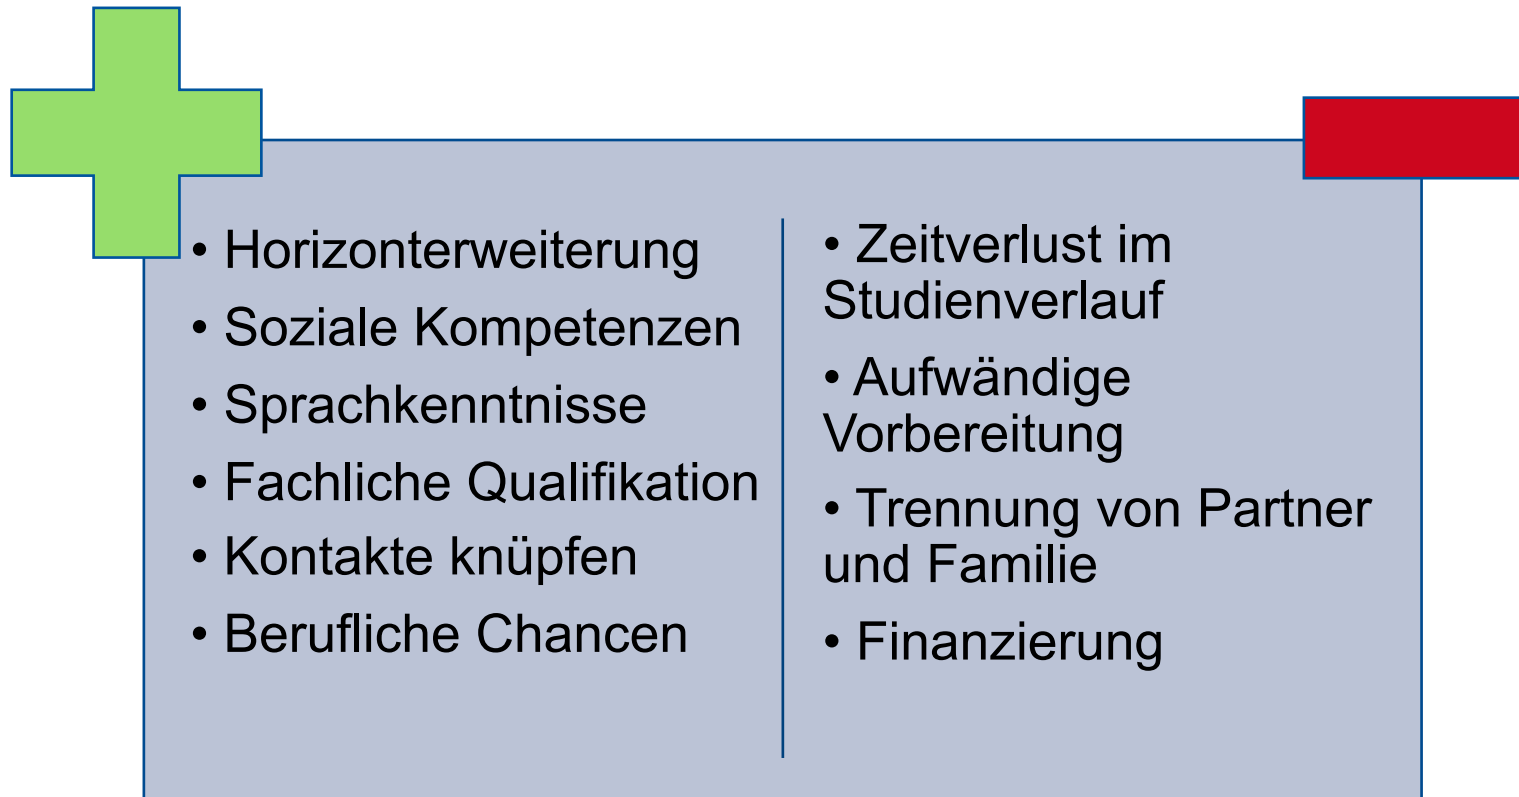 • Horizonterweiterung
• Soziale Kompetenzen
• Sprachkenntnisse
• Fachliche Qualifikation
• Kontakte knüpfen
• Berufliche Chancen
• Zeitverlust im
Studienverlauf
• Aufwändige
Vorbereitung
• Trennung von Partner
und Familie
• Finanzierung